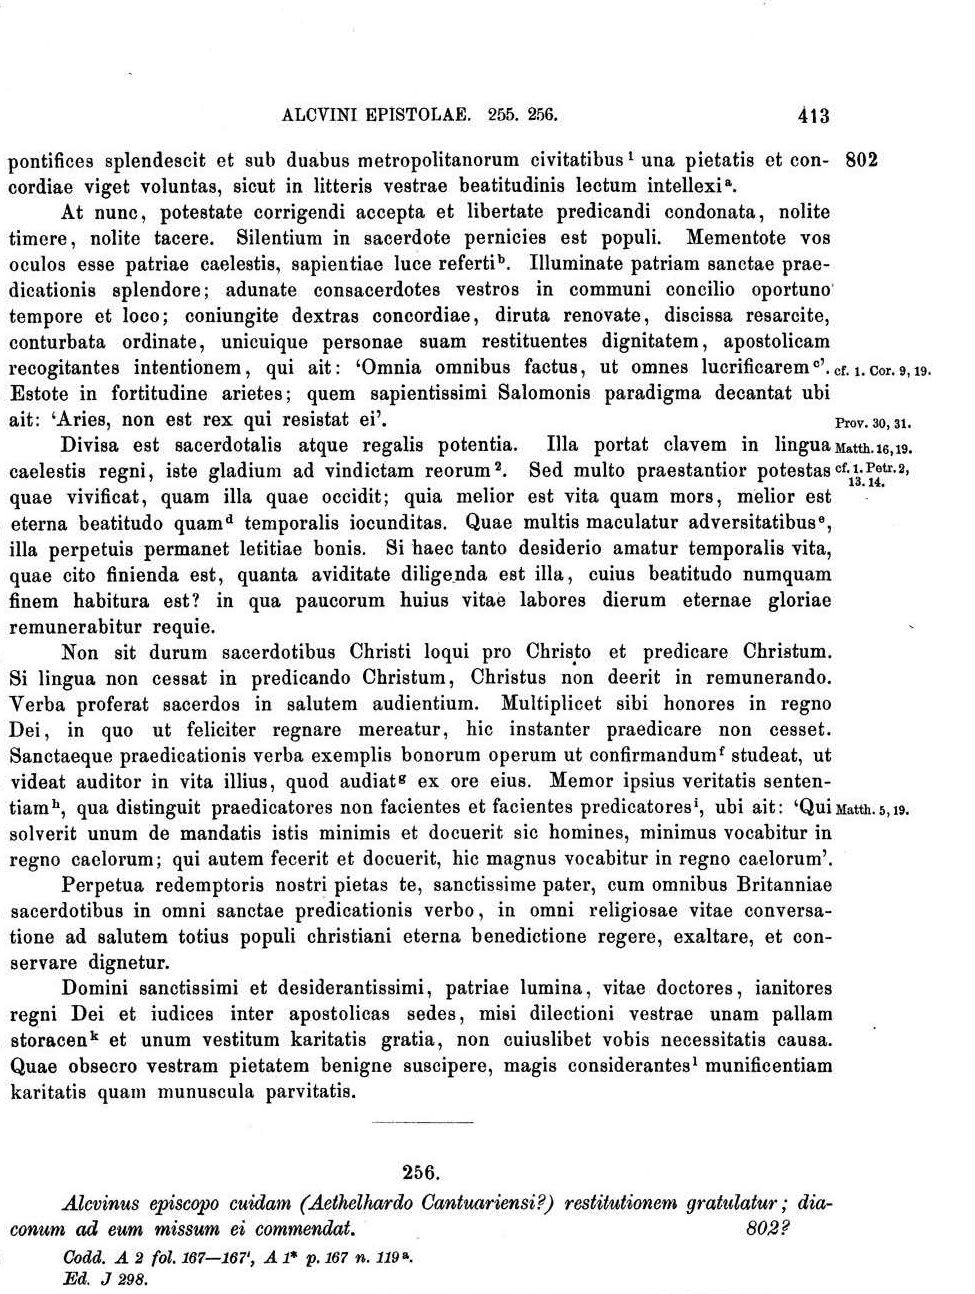 ALCVINI EPISTOLAE. 255. 256. 413
pontifices splendescit et sub duabus metropolitanorum civitatibus¹ una pietatis et con- 802
cordiae viget voluntas, sicut in litteris vestrae beatitudinis lectum intellexiᵃ.
At nunc, potestate corrigendi accepta et libertate predicandi condonata, nolite
timere, nolite tacere. Silentium in sacerdote pernicies est populi. Mementote vos
oculos esse patriae caelestis, sapientiae luce refertiᵇ. Illuminate patriam sanctae prae-
dicationis splendore; adunate consacerdotes vestros in communi concilio oportuno
tempore et loco; coniungite dextras concordiae, diruta renovate, discissa resarcite,
conturbata ordinate, unicuique personae suam restituentes dignitatem, apostolicam
recogitantes intentionem, qui ait: ‘Omnia omnibus factus, ut omnes lucrificaremᶜ’. cf. 1. Cor. 9, 19.
Estote in fortitudine arietes; quem sapientissimi Salomonis paradigma decantat ubi
ait: ‘Aries, non est rex qui resistat ei’. Prov. 30, 31.
Divisa est sacerdotalis atque regalis potentia. Illa portat clavem in lingua Matth. 16, 19.
caelestis regni, iste gladium ad vindictam reorum². Sed multo praestantior potestas cf. 1. Petr. 2,
13. 14.
quae vivificat, quam illa quae occidit; quia melior est vita quam mors, melior est
eterna beatitudo quamᵈ temporalis iocunditas. Quae multis maculatur adversitatibusᵉ,
illa perpetuis permanet letitiae bonis. Si haec tanto desiderio amatur temporalis vita,
quae cito finienda est, quanta aviditate diligenda est illa, cuius beatitudo numquam
finem habitura est? in qua paucorum huius vitae labores dierum eternae gloriae
remunerabitur requie.
Non sit durum sacerdotibus Christi loqui pro Christo et predicare Christum.
Si lingua non cessat in predicando Christum, Christus non deerit in remunerando.
Verba proferat sacerdos in salutem audientium. Multiplicet sibi honores in regno
Dei, in quo ut feliciter regnare mereatur, hic instanter praedicare non cesset.
Sanctaeque praedicationis verba exemplis bonorum operum ut confirmandumᶠ studeat, ut
videat auditor in vita illius, quod audiatᵍ ex ore eius. Memor ipsius veritatis senten-
tiamʰ, qua distinguit praedicatores non facientes et facientes predicatoresⁱ, ubi ait: ‘Qui Matth. 5, 19.
solverit unum de mandatis istis minimis et docuerit sic homines, minimus vocabitur in
regno caelorum; qui autem fecerit et docuerit, hic magnus vocabitur in regno caelorum’.
Perpetua redemptoris nostri pietas te, sanctissime pater, cum omnibus Britanniae
sacerdotibus in omni sanctae predicationis verbo, in omni religiosae vitae conversa-
tione ad salutem totius populi christiani eterna benedictione regere, exaltare, et con-
servare dignetur.
Domini sanctissimi et desiderantissimi, patriae lumina, vitae doctores, ianitores
regni Dei et iudices inter apostolicas sedes, misi dilectioni vestrae unam pallam
storacenᵏ et unum vestitum karitatis gratia, non cuiuslibet vobis necessitatis causa.
Quae obsecro vestram pietatem benigne suscipere, magis considerantesˡ munificentiam
karitatis quam munuscula parvitatis.
256.
Alcvinus episcopo cuidam (Aethelhardo Cantuariensi?) restitutionem gratulatur; dia-
conum ad eum missum ei commendat. 802?
Codd. A 2 fol. 167—167', A 1* p. 167 n. 119ᵃ.
Ed. J 298.